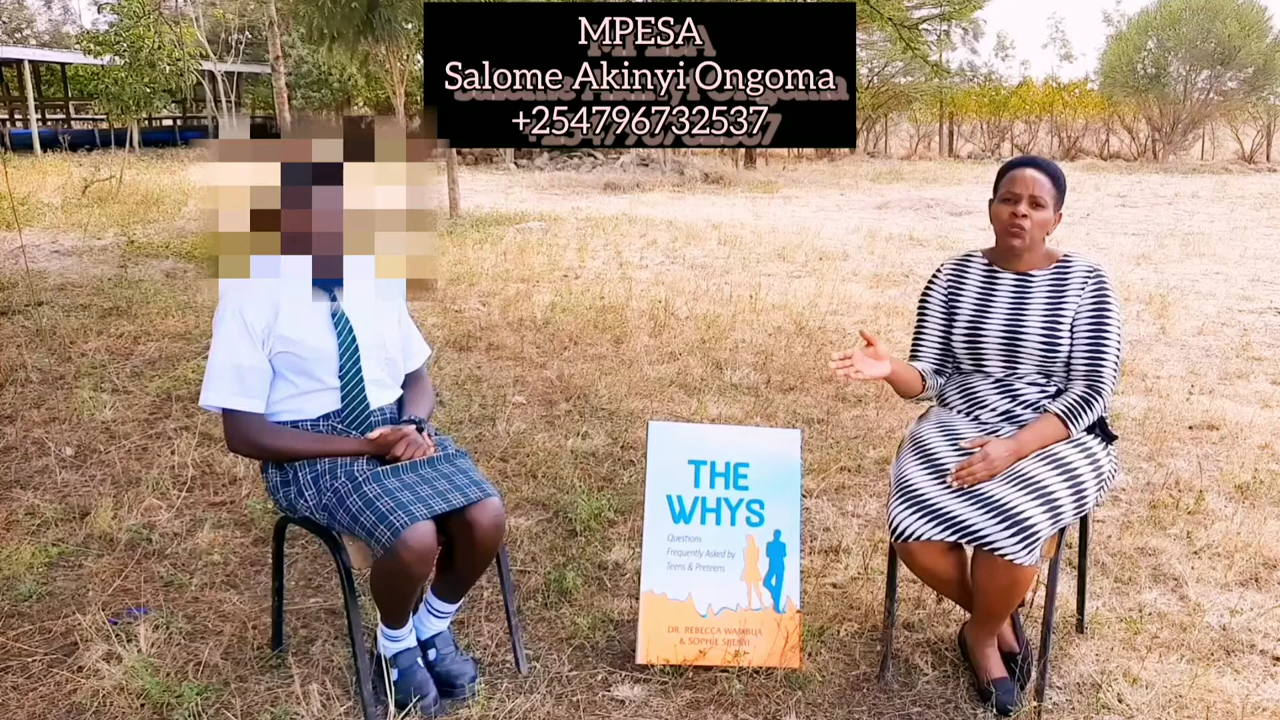 MPESA
Salome Akinyi Ongoma
+254796732537
THE
WHYS
Questions
Frequently Asked by
Teens & Preteens
DR. REBECCA WAMBUA
& SOPHIE